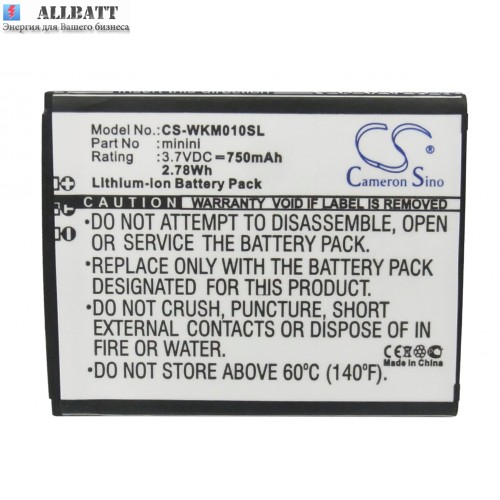 ALLBATT
Энергия для Вашего бизнеса
Model No.:CS-WKM010SL
Part No :minini
Rating :3.7VDC⎓750mAh
2.78Wh
Lithium-ion Battery Pack
CS
Cameron Sino
CAUTION:
WARRANTY VOID IF LABEL IS REMOVED
•DO NOT ATTEMPT TO DISASSEMBLE, OPEN
OR SERVICE THE BATTERY PACK.
•REPLACE ONLY WITH THE BATTERY PACK
DESIGNATED FOR THIS PRODUCT.
•DO NOT CRUSH, PUNCTURE, SHORT
EXTERNAL CONTACTS OR DISPOSE OF
IN FIRE OR WATER.
Made in China
•DO NOT STORE ABOVE 60°C (140°F)